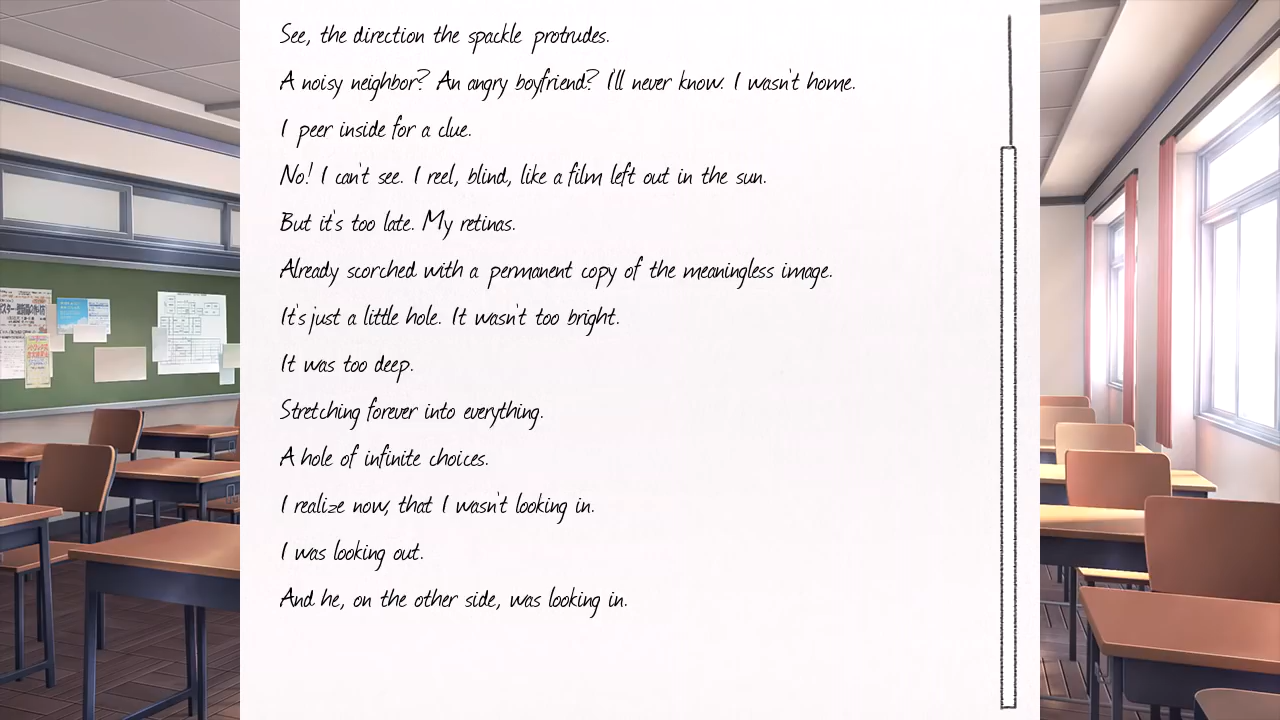 See, the direction the spackle protrudes.
A noisy neighbor? An angry boyfriend? I'll never know. I wasn't home.
I peer inside for a clue.
No! I can't see. I reel, blind, like a film left out in the sun.
But it's too late. My retinas.
Already scorched with a permanent copy of the meaningless image.
It's just a little hole. It wasn't too bright.
It was too deep.
Stretching forever into everything.
A hole of infinite choices.
I realize now, that I wasn't looking in.
I was looking out.
And he, on the other side, was looking in.